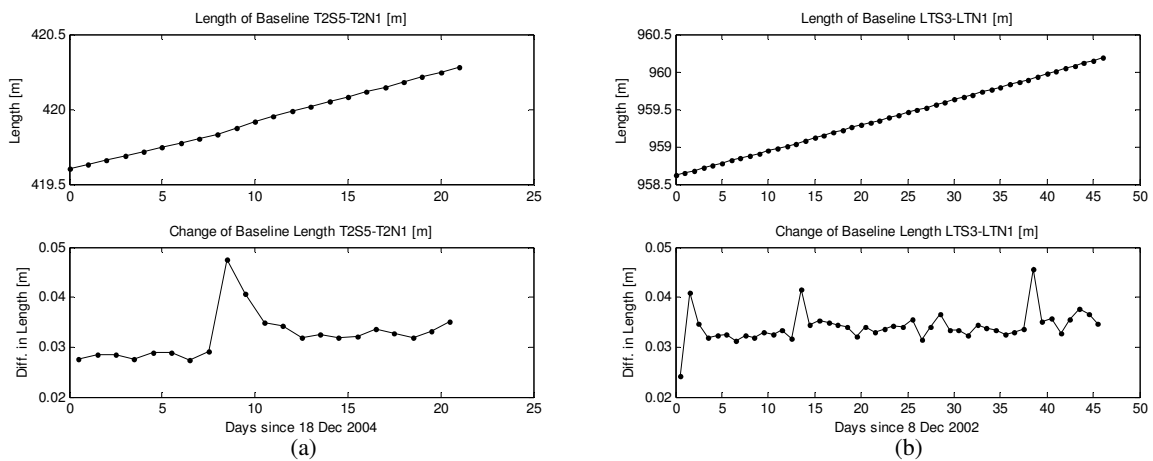 Length of Baseline T2S5-T2N1 [m]
420.5
420
419.5
Length [m]
0 5 10 15 20 25
Change of Baseline Length T2S5-T2N1 [m]
0.05
0.04
0.03
0.02
Diff. in Length [m]
0 5 10 15 20 25
Days since 18 Dec 2004
(a)
Length of Baseline LTS3-LTN1 [m]
960.5
960
959.5
959
958.5
Length [m]
0 5 10 15 20 25 30 35 40 45 50
Change of Baseline Length LTS3-LTN1 [m]
0.05
0.04
0.03
0.02
Diff. in Length [m]
0 5 10 15 20 25 30 35 40 45 50
Days since 8 Dec 2002
(b)